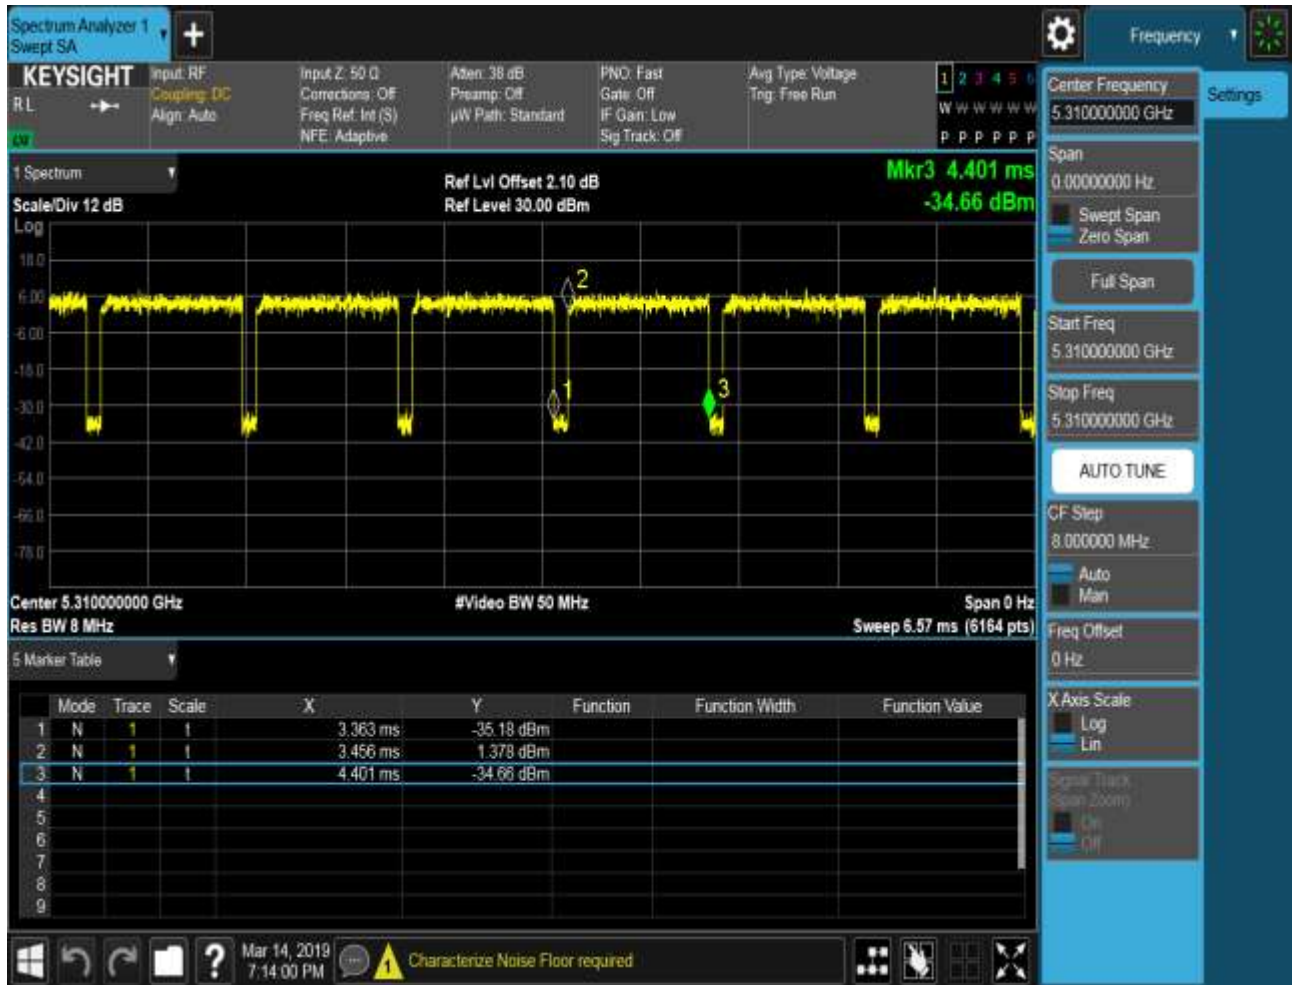 Spectrum Analyzer 1
Swept SA
+
Frequency
KEYSIGHT
RL
Input: RF
Coupling: DC
Align: Auto
Input Z: 50 Ω
Corrections: Off
Freq Ref: Int (S)
NFE: Adaptive
Atten: 38 dB
Preamp: Off
µW Path: Standard
PNO: Fast
Gate: Off
IF Gain: Low
Sig Track: Off
Avg Type: Voltage
Trig: Free Run
1 2 3 4 5 6
W W W W W W
P P P P P P
1 Spectrum
Scale/Div 12 dB
Log
Ref Lvl Offset 2.10 dB
Ref Level 30.00 dBm
Mkr3 4.401 ms
-34.66 dBm
18.0
6.00
-6.00
-18.0
-30.0
-42.0
-54.0
-66.0
-78.0
2
1
3
Center 5.310000000 GHz
Res BW 8 MHz
#Video BW 50 MHz
Span 0 Hz
Sweep 6.57 ms (6164 pts)
5 Marker Table
Mode Trace Scale X Y Function Function Width Function Value
1 N 1 t 3.363 ms -35.18 dBm
2 N 1 t 3.456 ms 1.378 dBm
3 N 1 t 4.401 ms -34.66 dBm
4
5
6
7
8
9
Center Frequency
5.310000000 GHz
Settings
Span
0.00000000 Hz
Swept Span
Zero Span
Full Span
Start Freq
5.310000000 GHz
Stop Freq
5.310000000 GHz
AUTO TUNE
CF Step
8.000000 MHz
Auto
Man
Freq Offset
0 Hz
X Axis Scale
Log
Lin
Signal Track
(Span Zoom)
On
Off
?
Mar 14, 2019
7:14:00 PM
1
Characterize Noise Floor required